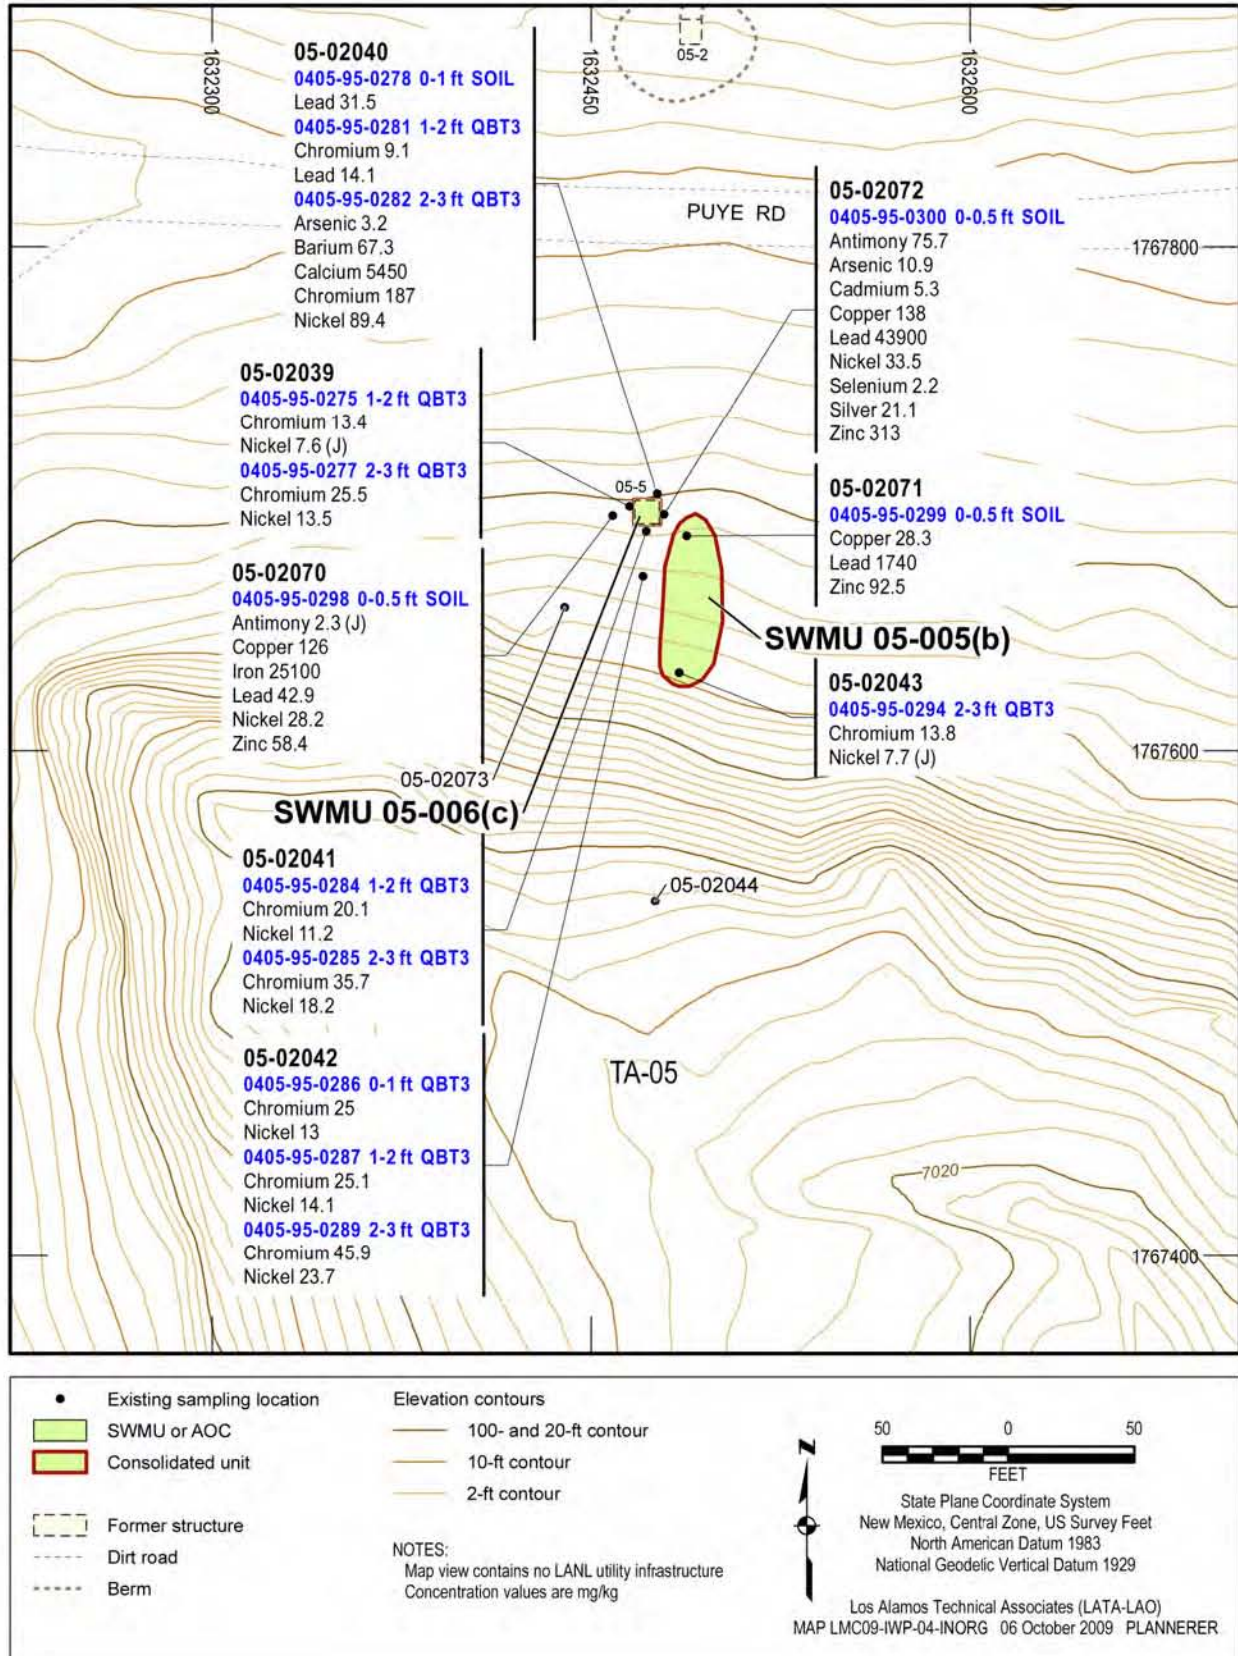 05-2
1632300
1632450
1632600
05-02040
0405-95-0278 0-1 ft SOIL
Lead 31.5
0405-95-0281 1-2 ft QBT3
Chromium 9.1
Lead 14.1
0405-95-0282 2-3 ft QBT3
Arsenic 3.2
Barium 67.3
Calcium 5450
Chromium 187
Nickel 89.4
PUYE RD
05-02072
0405-95-0300 0-0.5 ft SOIL
Antimony 75.7
Arsenic 10.9
Cadmium 5.3
Copper 138
Lead 43900
Nickel 33.5
Selenium 2.2
Silver 21.1
Zinc 313
1767800
05-02039
0405-95-0275 1-2 ft QBT3
Chromium 13.4
Nickel 7.6 (J)
0405-95-0277 2-3 ft QBT3
Chromium 25.5
Nickel 13.5
05-5
05-02071
0405-95-0299 0-0.5 ft SOIL
Copper 28.3
Lead 1740
Zinc 92.5
05-02070
0405-95-0298 0-0.5 ft SOIL
Antimony 2.3 (J)
Copper 126
Iron 25100
Lead 42.9
Nickel 28.2
Zinc 58.4
SWMU 05-005(b)
05-02043
0405-95-0294 2-3 ft QBT3
Chromium 13.8
Nickel 7.7 (J)
1767600
05-02073
SWMU 05-006(c)
05-02041
0405-95-0284 1-2 ft QBT3
Chromium 20.1
Nickel 11.2
0405-95-0285 2-3 ft QBT3
Chromium 35.7
Nickel 18.2
05-02044
05-02042
0405-95-0286 0-1 ft QBT3
Chromium 25
Nickel 13
0405-95-0287 1-2 ft QBT3
Chromium 25.1
Nickel 14.1
0405-95-0289 2-3 ft QBT3
Chromium 45.9
Nickel 23.7
TA-05
7020
1767400
Existing sampling location
SWMU or AOC
Consolidated unit
Former structure
Dirt road
Berm
Elevation contours
100- and 20-ft contour
10-ft contour
2-ft contour
NOTES:
Map view contains no LANL utility infrastructure
Concentration values are mg/kg
N
50 0 50
FEET
State Plane Coordinate System
New Mexico, Central Zone, US Survey Feet
North American Datum 1983
National Geodelic Vertical Datum 1929
Los Alamos Technical Associates (LATA-LAO)
MAP LMC09-IWP-04-INORG 06 October 2009 PLANNERER